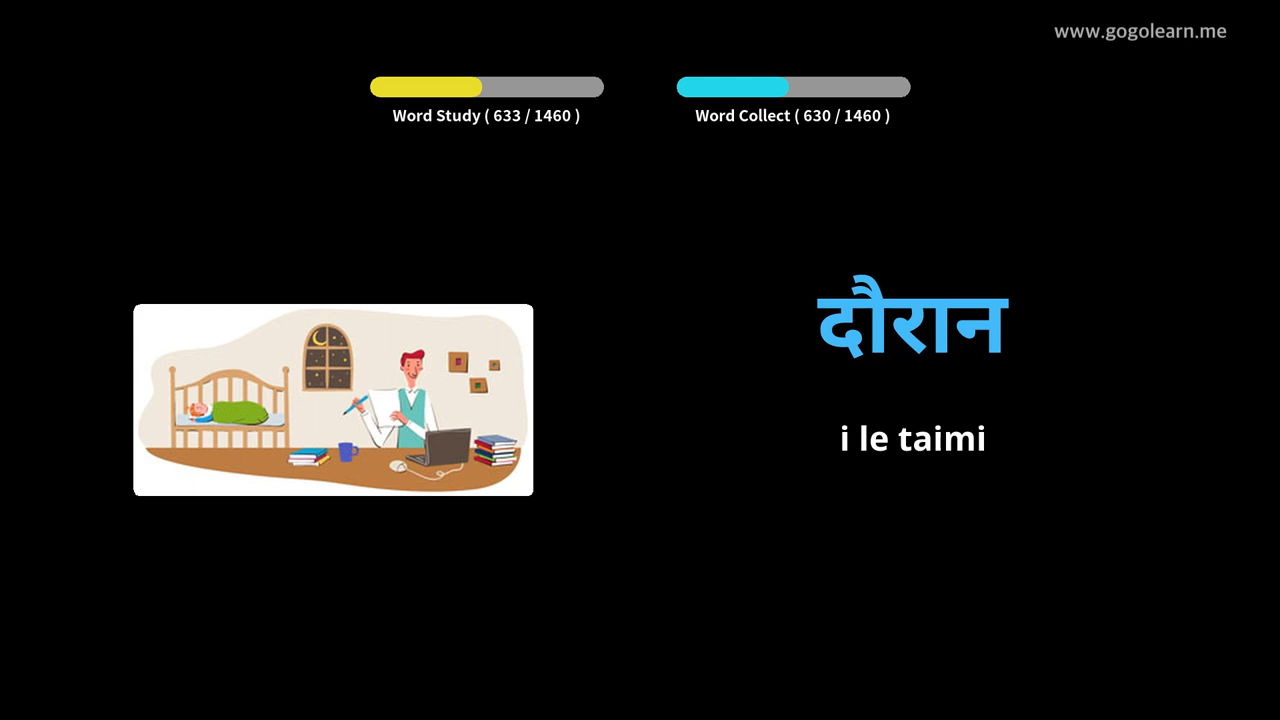 www.gogolearn.me
Word Study ( 633 / 1460 )
Word Collect ( 630 / 1460 )
दौरान
i le taimi